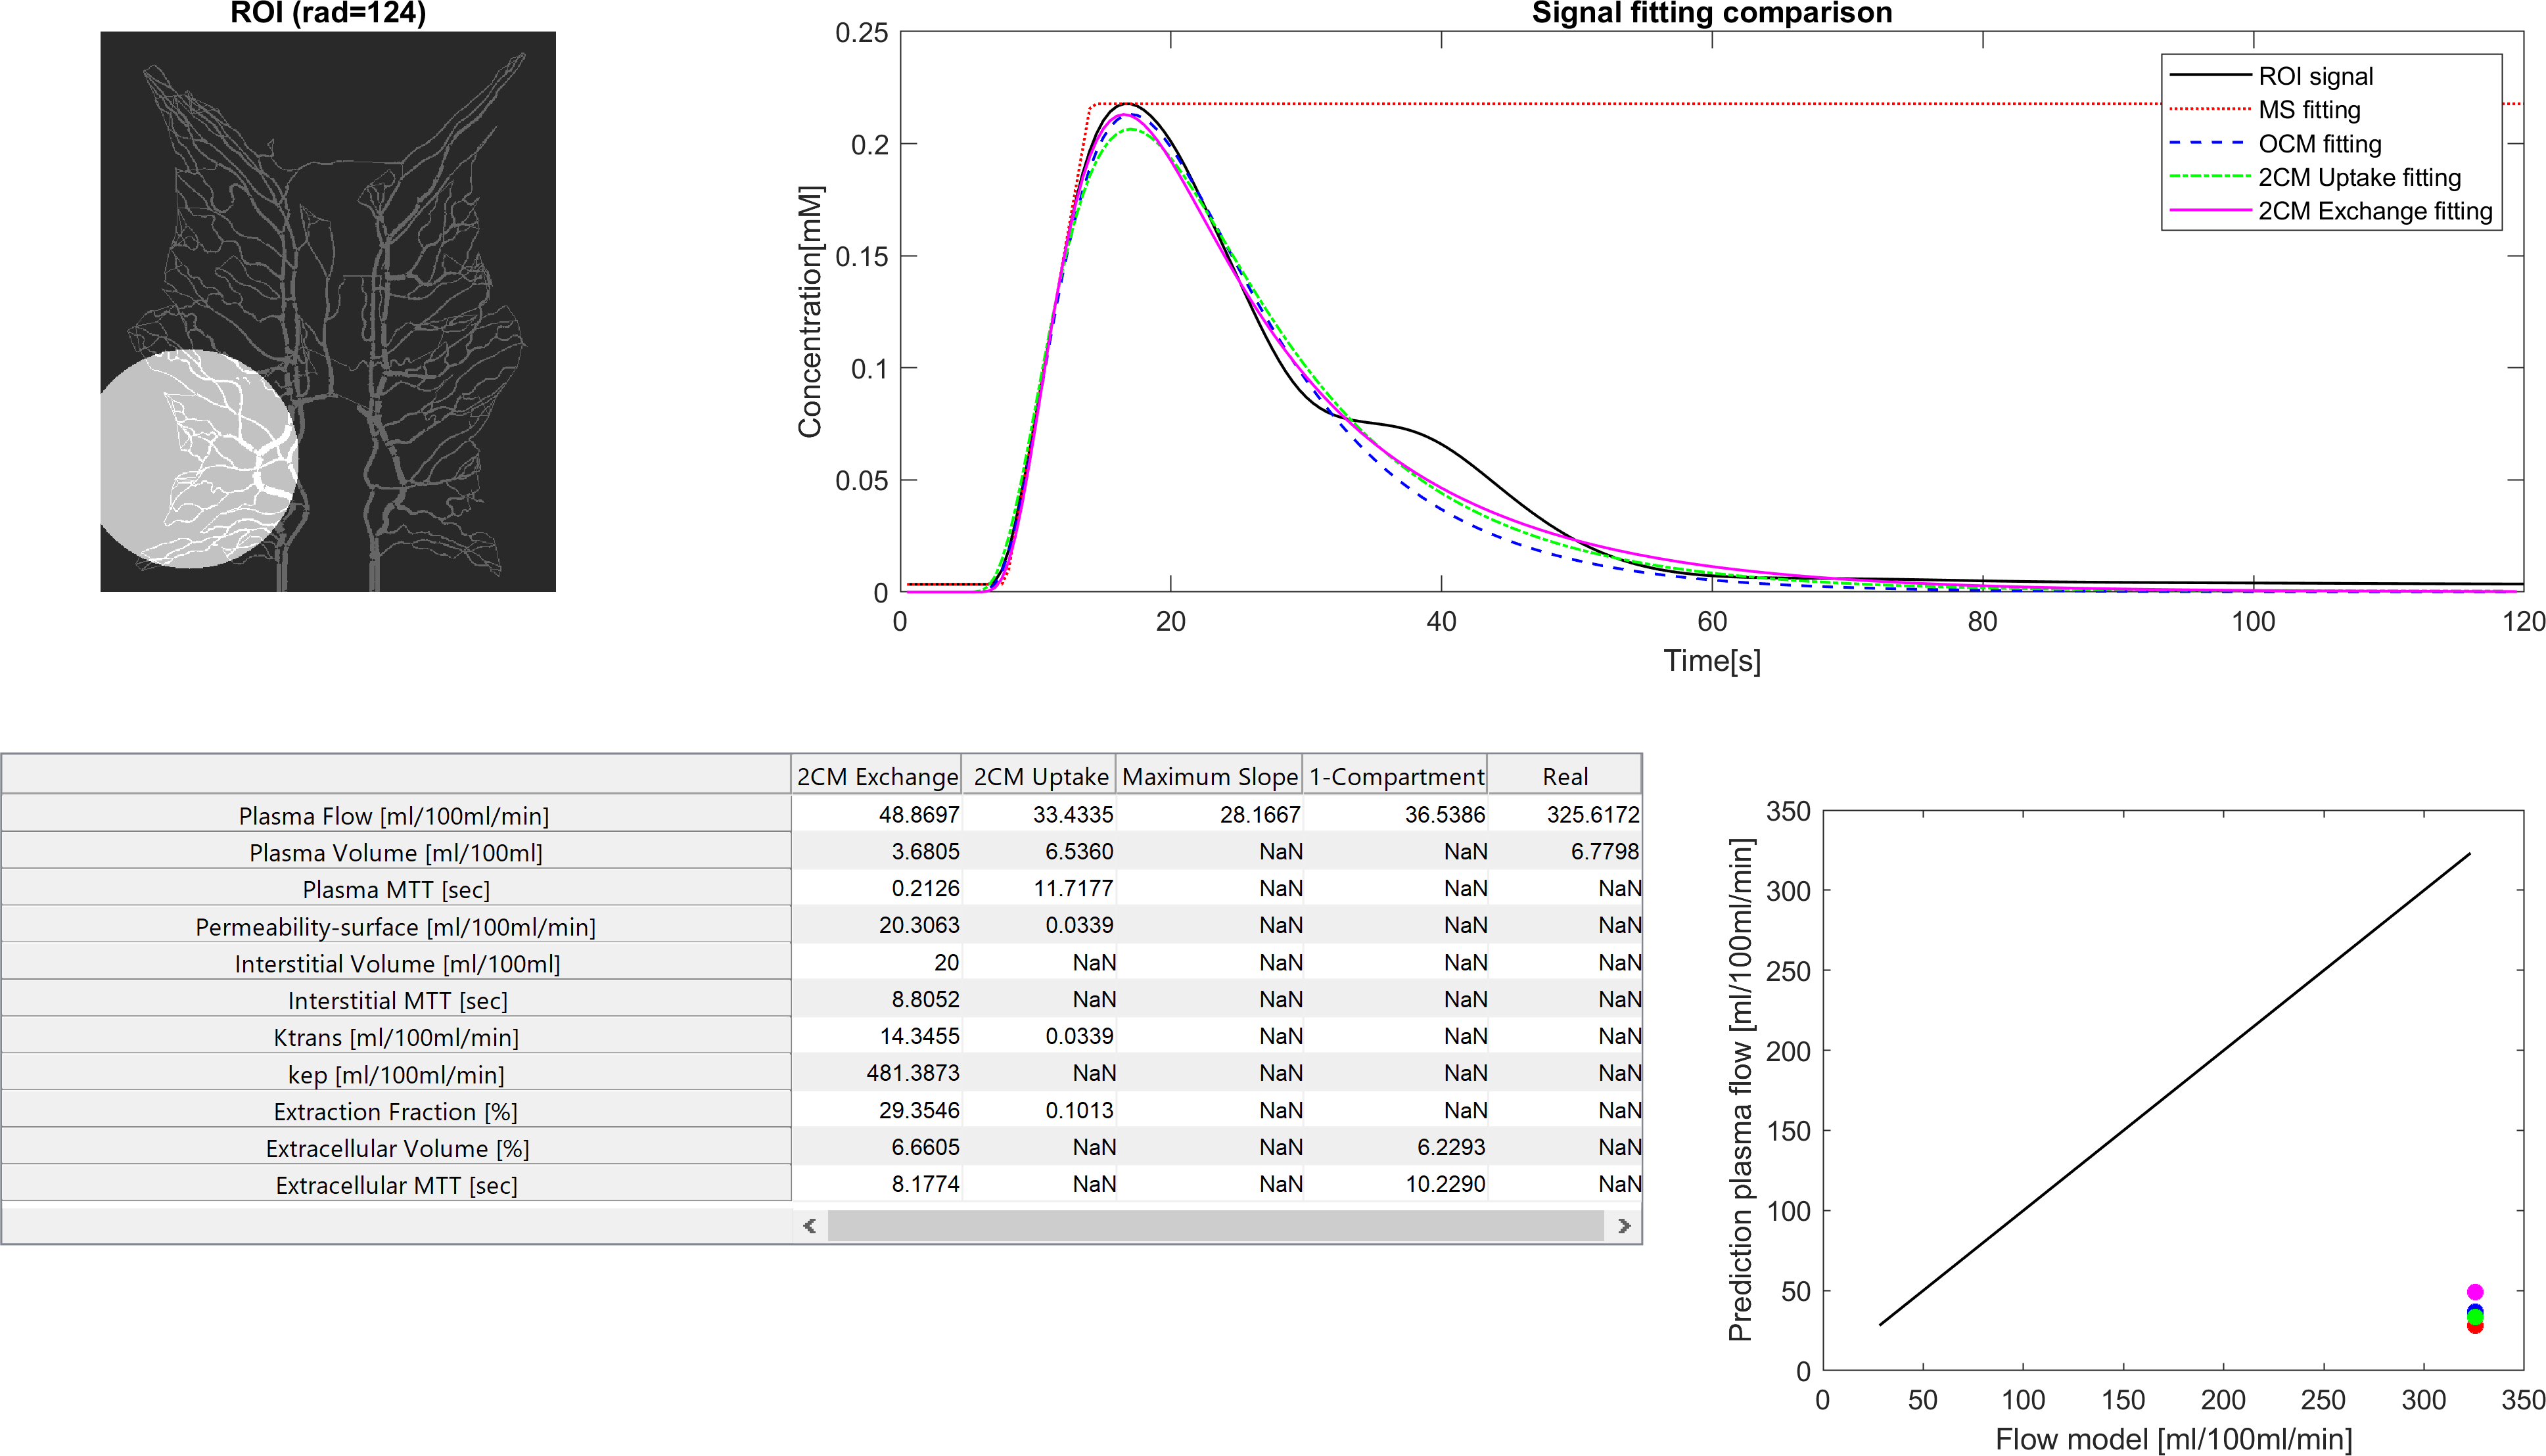 ROI (rad=124)
Signal fitting comparison
0.25
0.2
0.15
0.1
0.05
0
Concentration[mM]
0 20 40 60 80 100 120
Time[s]
ROI signal
MS fitting
OCM fitting
2CM Uptake fitting
2CM Exchange fitting
2CM Exchange 2CM Uptake Maximum Slope 1-Compartment Real
Plasma Flow [ml/100ml/min] 48.8697 33.4335 28.1667 36.5386 325.6172
Plasma Volume [ml/100ml] 3.6805 6.5360 NaN NaN 6.7798
Plasma MTT [sec] 0.2126 11.7177 NaN NaN NaN
Permeability-surface [ml/100ml/min] 20.3063 0.0339 NaN NaN NaN
Interstitial Volume [ml/100ml] 20 NaN NaN NaN NaN
Interstitial MTT [sec] 8.8052 NaN NaN NaN NaN
Ktrans [ml/100ml/min] 14.3455 0.0339 NaN NaN NaN
kep [ml/100ml/min] 481.3873 NaN NaN NaN NaN
Extraction Fraction [%] 29.3546 0.1013 NaN NaN NaN
Extracellular Volume [%] 6.6605 NaN NaN 6.2293 NaN
Extracellular MTT [sec] 8.1774 NaN NaN 10.2290 NaN
350
300
250
200
150
100
50
0
Prediction plasma flow [ml/100ml/min]
0 50 100 150 200 250 300 350
Flow model [ml/100ml/min]